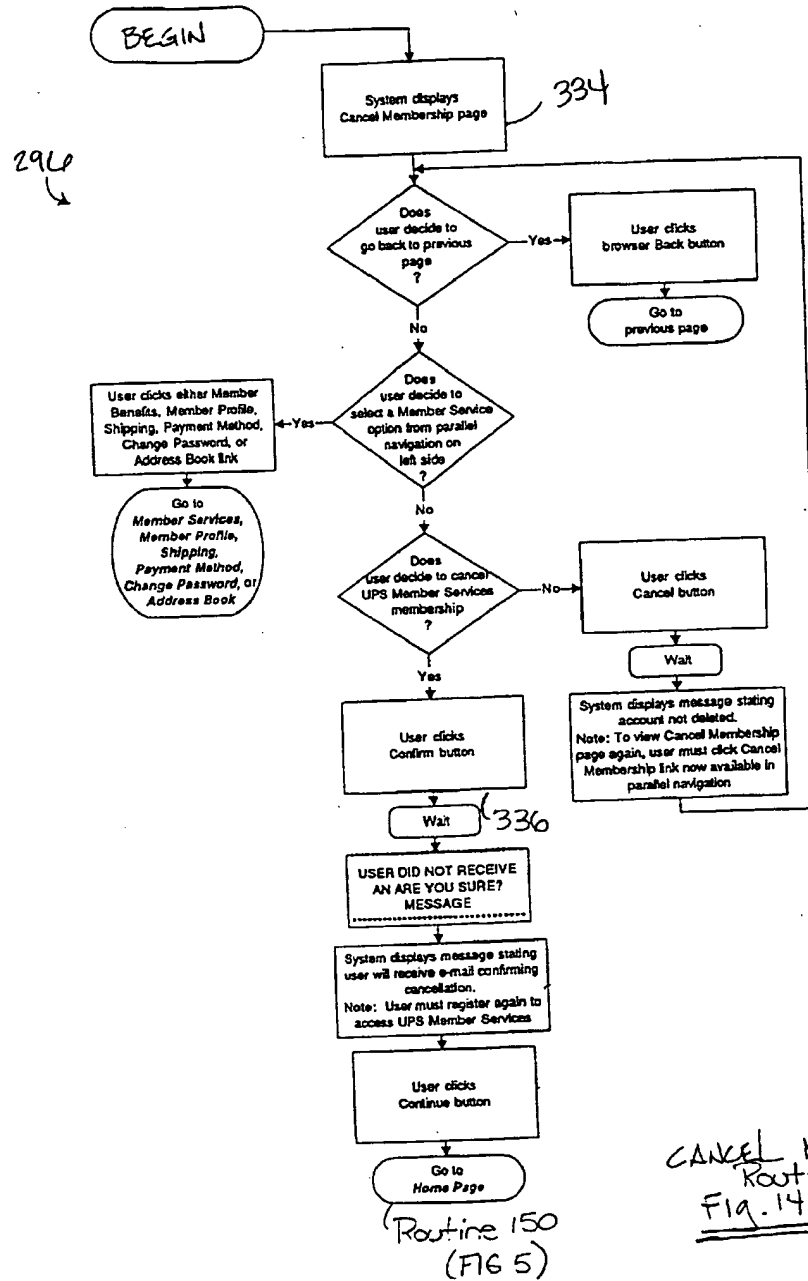 BEGIN
System displays
Cancel Membership page
334
296
Does
user decide to
go back to previous
page
?
Yes
User clicks
browser Back button
Go to
previous page
No
Does
user decide to
select a Member Service
option from parallel
navigation on
left side
?
Yes
User clicks either Member
Benefits, Member Profile,
Shipping, Payment Method,
Change Password, or
Address Book link
Go to
Member Services,
Member Profile,
Shipping,
Payment Method,
Change Password, or
Address Book
No
Does
user decide to cancel
UPS Member Services
membership
?
No
User clicks
Cancel button
Wait
System displays message stating
account not deleted.
Note: To view Cancel Membership
page again, user must click Cancel
Membership link now available in
parallel navigation
Yes
User clicks
Confirm button
Wait
336
USER DID NOT RECEIVE
AN ARE YOU SURE?
MESSAGE
System displays message stating
user will receive e-mail confirming
cancellation.
Note: User must register again to
access UPS Member Services
User clicks
Continue button
Go to
Home Page
Routine 150
(FIG 5)
CANCEL
Rout
Fig. 14